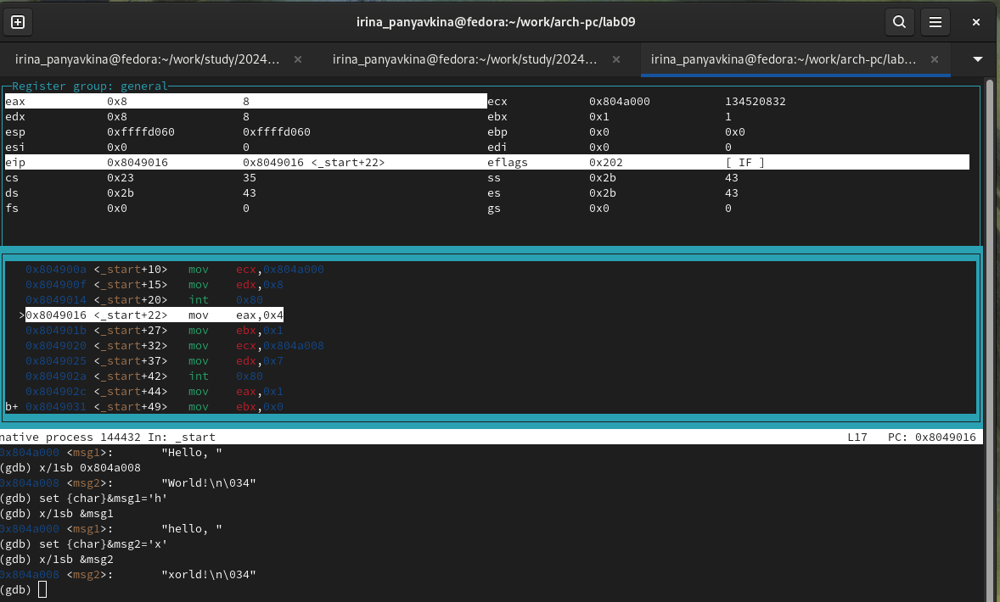 irina_panyavkina@fedora:~/work/arch-pc/lab09
irina_panyavkina@fedora:~/work/study/2024... × irina_panyavkina@fedora:~/work/study/2024... × irina_panyavkina@fedora:~/work/arch-pc/lab... ×
Register group: general
eax 0x8 8 ecx 0x804a000 134520832
edx 0x8 8 ebx 0x1 1
esp 0xffffd060 0xffffd060 ebp 0x0 0x0
esi 0x0 0 edi 0x0 0
eip 0x8049016 0x8049016 <_start+22> eflags 0x202 [ IF ]
cs 0x23 35 ss 0x2b 43
ds 0x2b 43 es 0x2b 43
fs 0x0 0 gs 0x0 0
0x804900a <_start+10> mov ecx,0x804a000
0x804900f <_start+15> mov edx,0x8
0x8049014 <_start+20> int 0x80
>0x8049016 <_start+22> mov eax,0x4
0x804901b <_start+27> mov ebx,0x1
0x8049020 <_start+32> mov ecx,0x804a008
0x8049025 <_start+37> mov edx,0x7
0x804902a <_start+42> int 0x80
0x804902c <_start+44> mov eax,0x1
b+ 0x8049031 <_start+49> mov ebx,0x0
native process 144432 In: _start L17 PC: 0x8049016
0x804a000 <msg1>: "Hello, "
(gdb) x/1sb 0x804a008
0x804a008 <msg2>: "World!\n\034"
(gdb) set {char}&msg1='h'
(gdb) x/1sb &msg1
0x804a000 <msg1>: "hello, "
(gdb) set {char}&msg2='x'
(gdb) x/1sb &msg2
0x804a008 <msg2>: "xorld!\n\034"
(gdb)